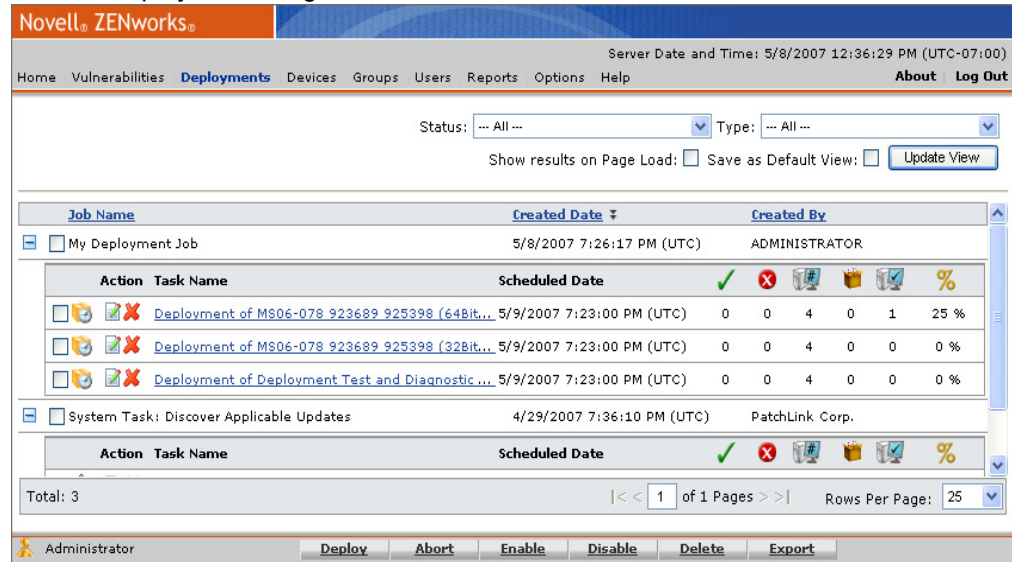 Novell® ZENworks®
Server Date and Time: 5/8/2007 12:36:29 PM (UTC-07:00)
Home Vulnerabilities Deployments Devices Groups Users Reports Options Help About | Log Out
Status: --- All --- Type: --- All ---
Show results on Page Load: Save as Default View: Update View
Job Name Created Date Created By
My Deployment Job 5/8/2007 7:26:17 PM (UTC) ADMINISTRATOR
Action Task Name Scheduled Date # %
Deployment of MS06-078 923689 925398 (64Bit... 5/9/2007 7:23:00 PM (UTC) 0 0 4 0 1 25 %
Deployment of MS06-078 923689 925398 (32Bit... 5/9/2007 7:23:00 PM (UTC) 0 0 4 0 0 0 %
Deployment of Deployment Test and Diagnostic ... 5/9/2007 7:23:00 PM (UTC) 0 0 4 0 0 0 %
System Task: Discover Applicable Updates 4/29/2007 7:36:10 PM (UTC) PatchLink Corp.
Action Task Name Scheduled Date # %
Total: 3 |< < 1 of 1 Pages > >| Rows Per Page: 25
Administrator Deploy Abort Enable Disable Delete Export